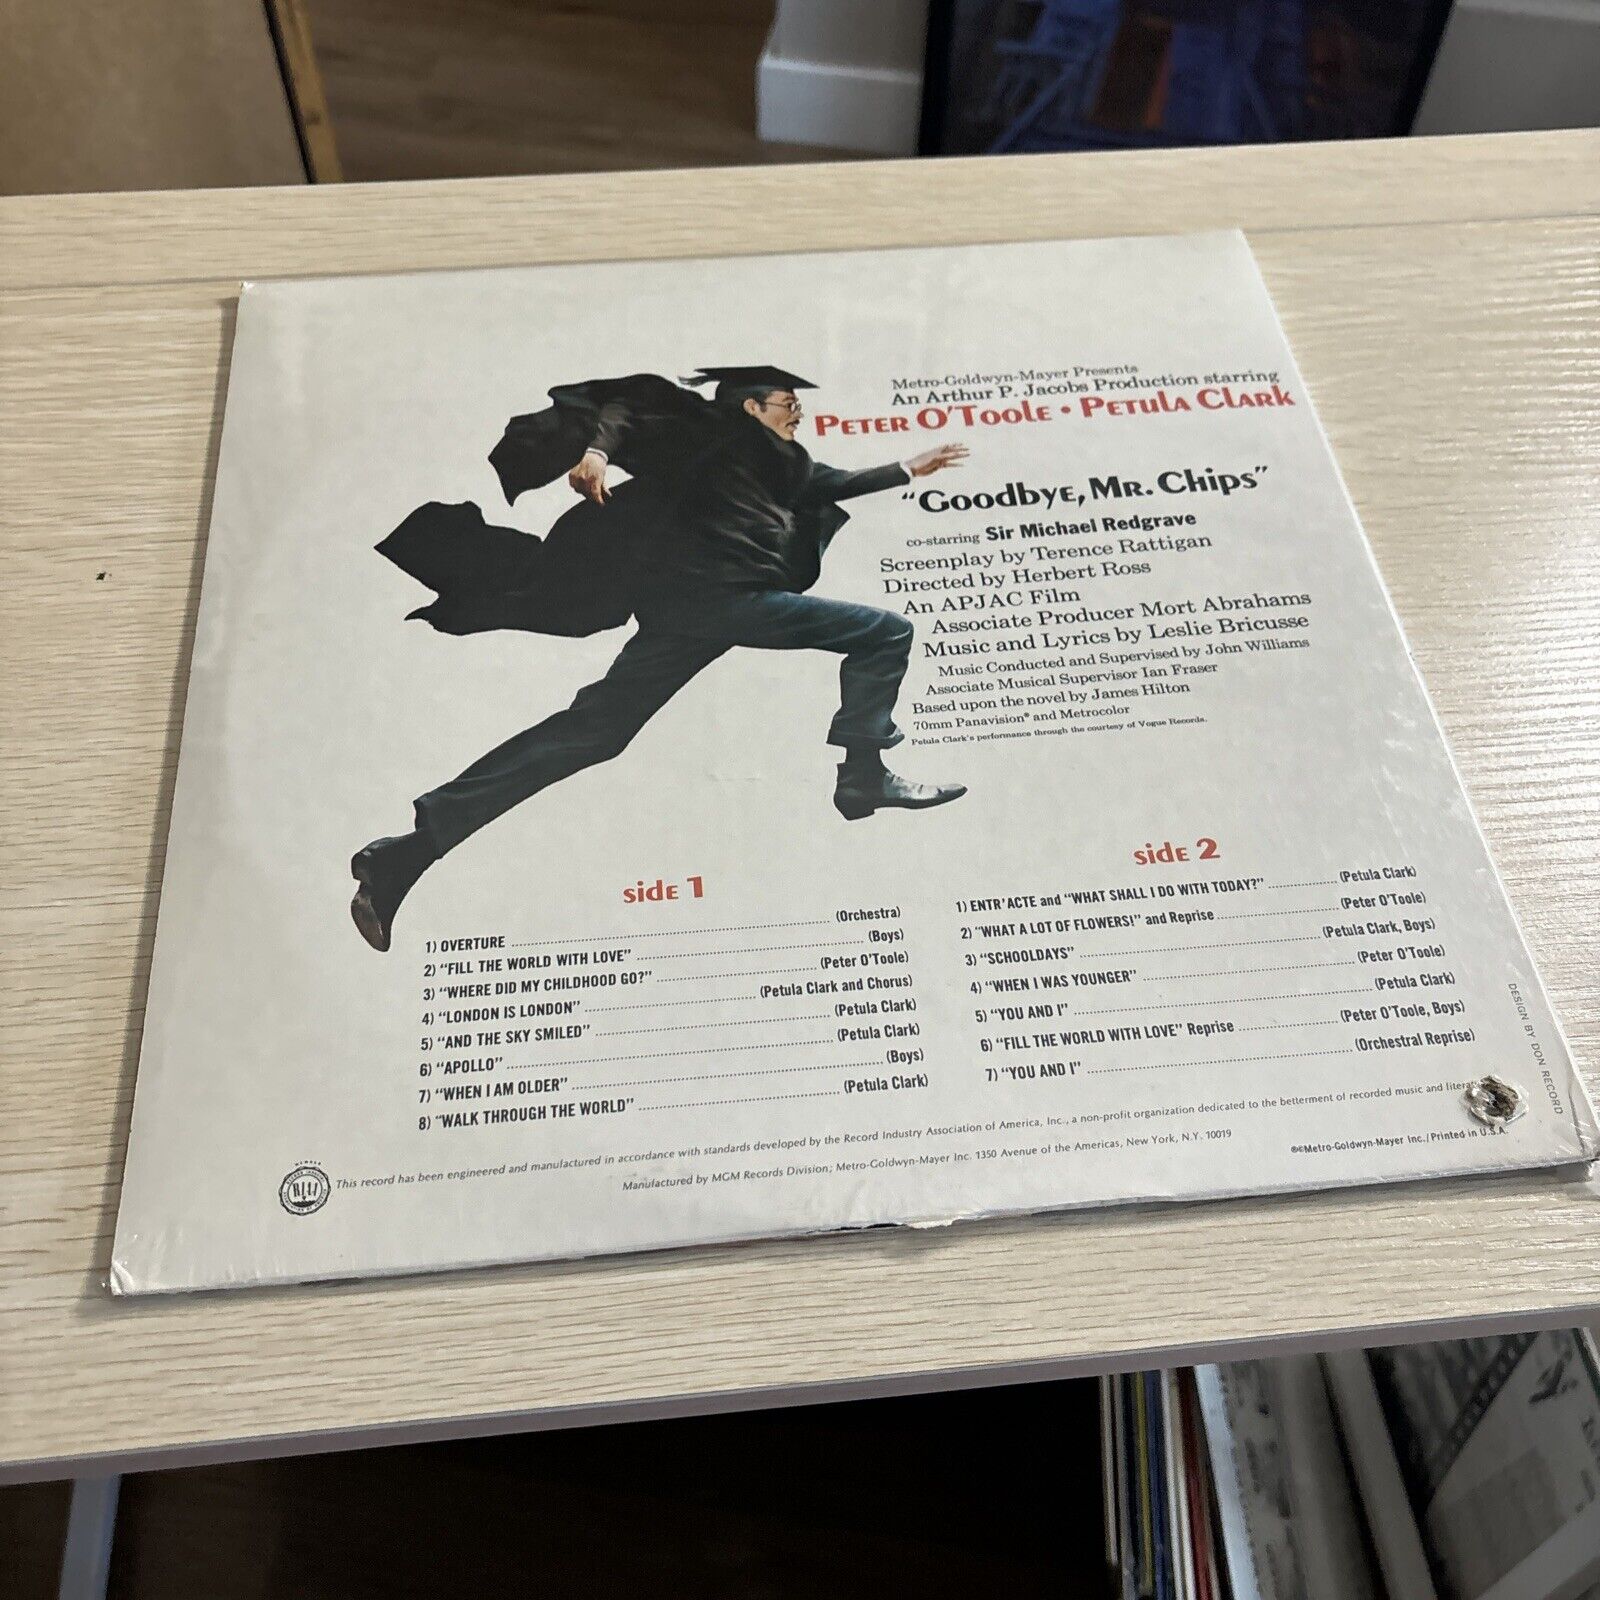 Metro-Goldwyn-Mayer Presents
An Arthur P. Jacobs Production starring
PETER O'TOOLE • PETULA CLARK
"Goodbye, Mr. Chips"
co-starring Sir Michael Redgrave
Screenplay by Terence Rattigan
Directed by Herbert Ross
An APJAC Film
Associate Producer Mort Abrahams
Music and Lyrics by Leslie Bricusse
Music Conducted and Supervised by John Williams
Associate Musical Supervisor Ian Fraser
Based upon the novel by James Hilton
70mm Panavision® and Metrocolor
Petula Clark's performance through the courtesy of Vogue Records.
side 1
1) OVERTURE (Orchestra)
2) "FILL THE WORLD WITH LOVE" (Boys)
3) "WHERE DID MY CHILDHOOD GO?" (Peter O'Toole)
4) "LONDON IS LONDON" (Petula Clark and Chorus)
5) "AND THE SKY SMILED" (Petula Clark)
6) "APOLLO" (Petula Clark)
7) "WHEN I AM OLDER" (Boys)
8) "WALK THROUGH THE WORLD" (Petula Clark)
side 2
1) ENTR'ACTE and "WHAT SHALL I DO WITH TODAY?" (Petula Clark)
2) "WHAT A LOT OF FLOWERS!" and Reprise (Peter O'Toole)
3) "SCHOOLDAYS" (Petula Clark, Boys)
4) "WHEN I WAS YOUNGER" (Peter O'Toole)
5) "YOU AND I" (Petula Clark)
6) "FILL THE WORLD WITH LOVE" Reprise (Peter O'Toole, Boys)
7) "YOU AND I" (Orchestral Reprise)
DESIGN BY DON RECORD
RIAA
This record has been engineered and manufactured in accordance with standards developed by the Record Industry Association of America, Inc., a non-profit organization dedicated to the betterment of recorded music and
Manufactured by MGM Records Division; Metro-Goldwyn-Mayer Inc. 1350 Avenue of the Americas, New York, N.Y. 10019
℗©Metro-Goldwyn-Mayer Inc./Printed in U.S.A.